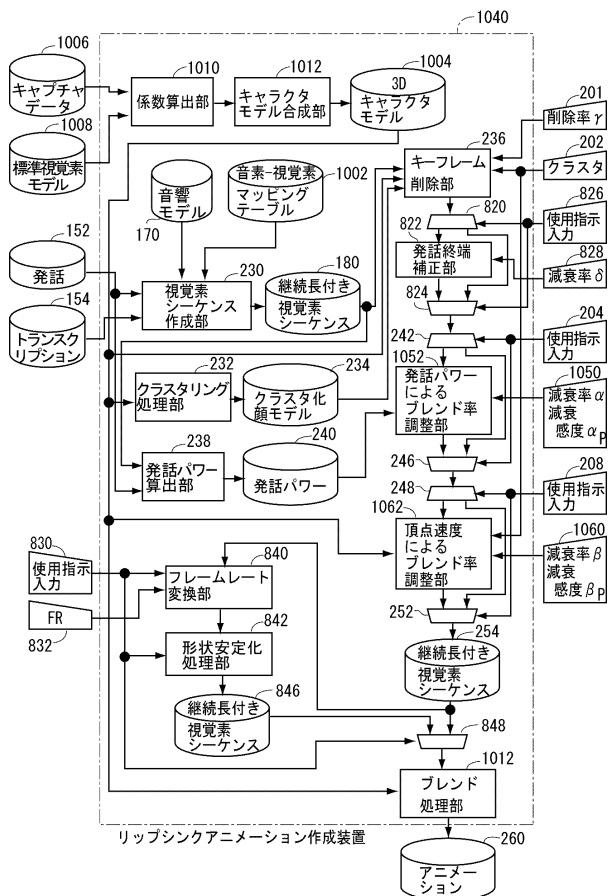 1040
1006
キャプチャ
データ
1008
標準視覚素
モデル
1010
係数算出部
1012
キャラクタ
モデル合成部
1004
3D
キャラクタ
モデル
201
削除率γ
202
クラスタ
236
キーフレーム
削除部
音響
モデル
170
音素-視覚素
マッピング
テーブル
1002
820
826
使用指示
入力
822
発話終端
補正部
828
減衰率δ
824
152
発話
154
トランスク
リプション
230
視覚素
シーケンス
作成部
180
継続長付き
視覚素
シーケンス
242
204
使用指示
入力
232
クラスタリング
処理部
234
クラスタ化
顔モデル
1052
発話パワー
による
ブレンド率
調整部
1050
減衰率α
減衰
感度αP
238
発話パワー
算出部
240
発話パワー
246
248
208
使用指示
入力
1062
頂点速度
による
ブレンド率
調整部
1060
減衰率β
減衰
感度βP
830
使用指示
入力
FR
832
840
フレームレート
変換部
842
形状安定化
処理部
252
254
継続長付き
視覚素
シーケンス
846
継続長付き
視覚素
シーケンス
848
1012
ブレンド
処理部
リップシンクアニメーション作成装置
260
アニメ
ーション